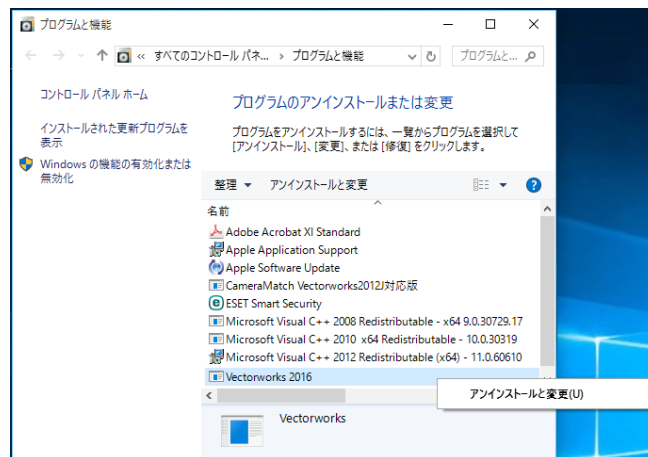 プログラムと機能
« すべてのコントロール パネ... › プログラムと機能
プログラムと...
コントロール パネル ホーム
インストールされた更新プログラムを
表示
Windows の機能の有効化または
無効化
プログラムのアンインストールまたは変更
プログラムをアンインストールするには、一覧からプログラムを選択して
[アンインストール]、[変更]、または [修復] をクリックします。
整理 ▼ アンインストールと変更
名前
Adobe Acrobat XI Standard
Apple Application Support
Apple Software Update
CameraMatch Vectorworks2012J対応版
ESET Smart Security
Microsoft Visual C++ 2008 Redistributable - x64 9.0.30729.17
Microsoft Visual C++ 2010 x64 Redistributable - 10.0.30319
Microsoft Visual C++ 2012 Redistributable (x64) - 11.0.60610
Vectorworks 2016
アンインストールと変更(U)
Vectorworks